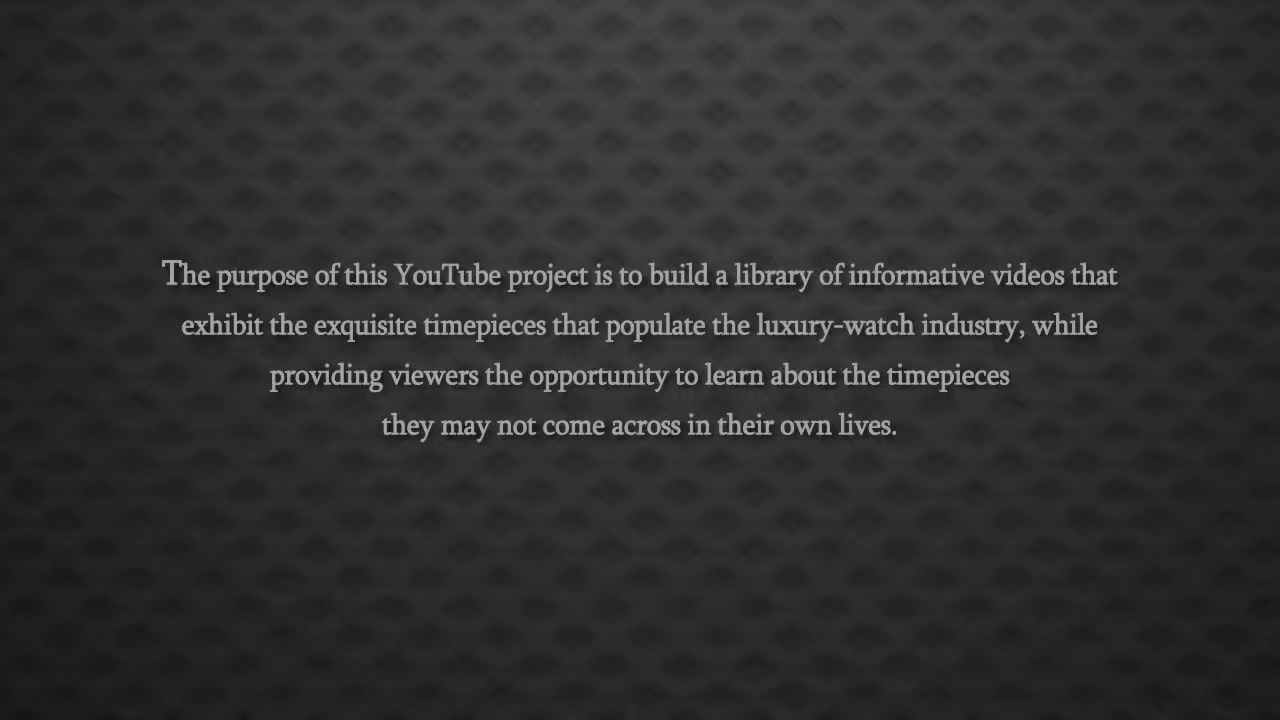 The purpose of this YouTube project is to build a library of informative videos that
exhibit the exquisite timepieces that populate the luxury-watch industry, while
providing viewers the opportunity to learn about the timepieces
they may not come across in their own lives.